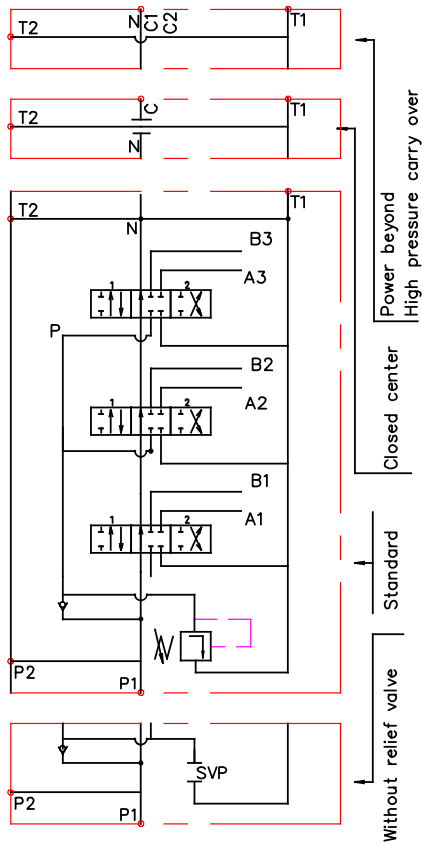 T2
N
C1
C2
T1
T2
C
N
T1
T2
N
T1
B3
A3
1
2
P
B2
A2
1
2
B1
A1
1
2
P2
P1
SVP
P2
P1
Power beyond
High pressure carry over
Closed center
Standard
Without relief valve